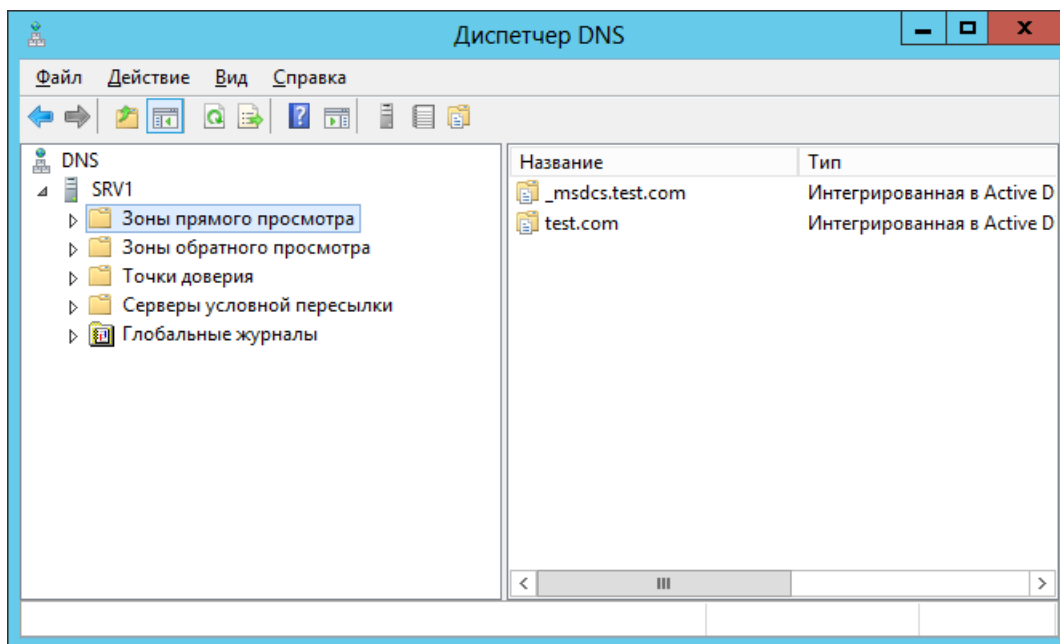 Диспетчер DNS
Файл Действие Вид Справка
DNS
SRV1
Зоны прямого просмотра
Зоны обратного просмотра
Точки доверия
Серверы условной пересылки
Глобальные журналы
Название Тип
_msdcs.test.com Интегрированная в Active D
test.com Интегрированная в Active D